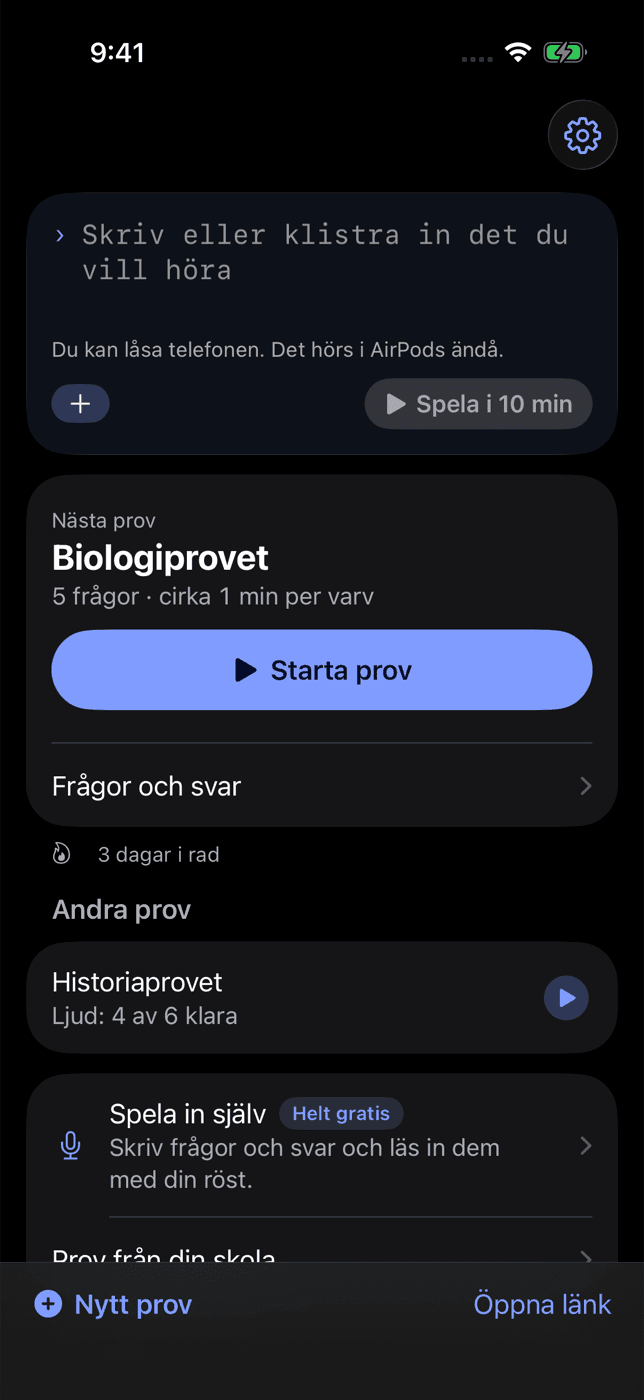 9:41
› Skriv eller klistra in det du
vill höra
Du kan låsa telefonen. Det hörs i AirPods ändå.
Spela i 10 min
Nästa prov
Biologiprovet
5 frågor · cirka 1 min per varv
Starta prov
Frågor och svar
3 dagar i rad
Andra prov
Historiaprovet
Ljud: 4 av 6 klara
Spela in själv Helt gratis
Skriv frågor och svar och läs in dem
med din röst.
Prov från din skola
Nytt prov
Öppna länk